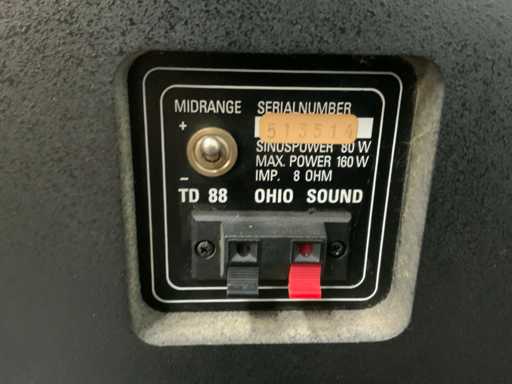 MIDRANGE SERIALNUMBER
+ 513514
SINUSPOWER 80 W
MAX. POWER 160 W
– IMP. 8 OHM
TD 88 OHIO SOUND